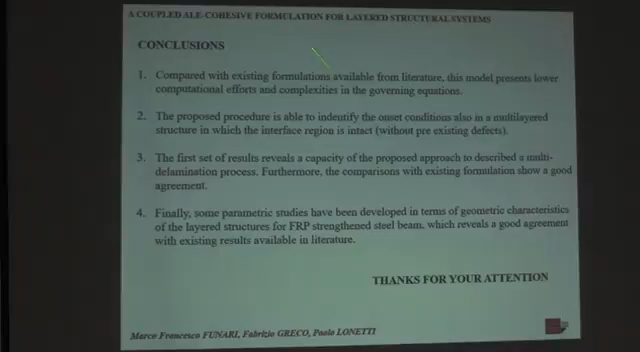 A COUPLED ALE-COHESIVE FORMULATION FOR LAYERED STRUCTURAL SYSTEMS
CONCLUSIONS
1. Compared with existing formulations available from literature, this model presents lower
computational efforts and complexities in the governing equations.
2. The proposed procedure is able to indentify the onset conditions also in a multilayered
structure in which the interface region is intact (without pre existing defects).
3. The first set of results reveals a capacity of the proposed approach to described a multi-
delamination process. Furthermore, the comparisons with existing formulation show a good
agreement.
4. Finally, some parametric studies have been developed in terms of geometric characteristics
of the layered structures for FRP strengthened steel beam, which reveals a good agreement
with existing results available in literature.
THANKS FOR YOUR ATTENTION
Marco Francesco FUNARI, Fabrizio GRECO, Paolo LONETTI